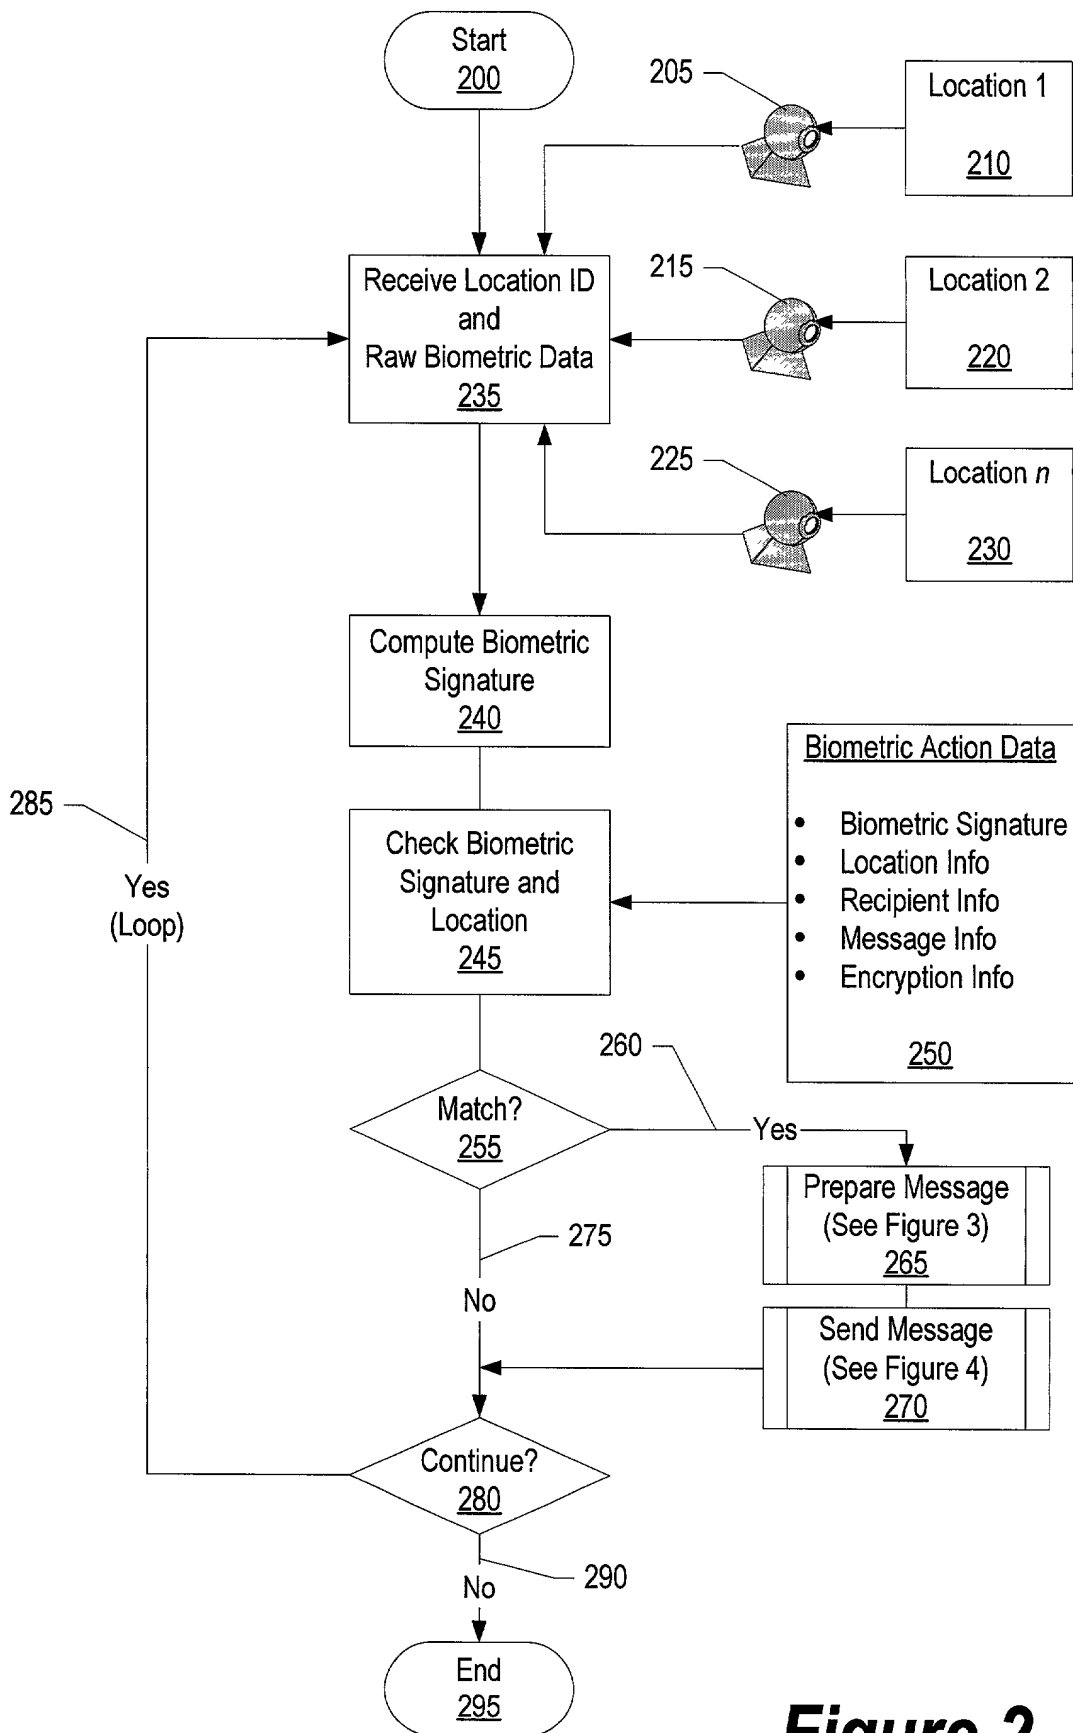 Start
200
205
Location 1
210
Receive Location ID
and
Raw Biometric Data
235
215
Location 2
220
225
Location n
230
Compute Biometric
Signature
240
Biometric Action Data
• Biometric Signature
• Location Info
• Recipient Info
• Message Info
• Encryption Info
250
285
Yes
(Loop)
Check Biometric
Signature and
Location
245
260
Match?
255
Yes
Prepare Message
(See Figure 3)
265
275
No
Send Message
(See Figure 4)
270
Continue?
280
290
No
End
295
Figure 2